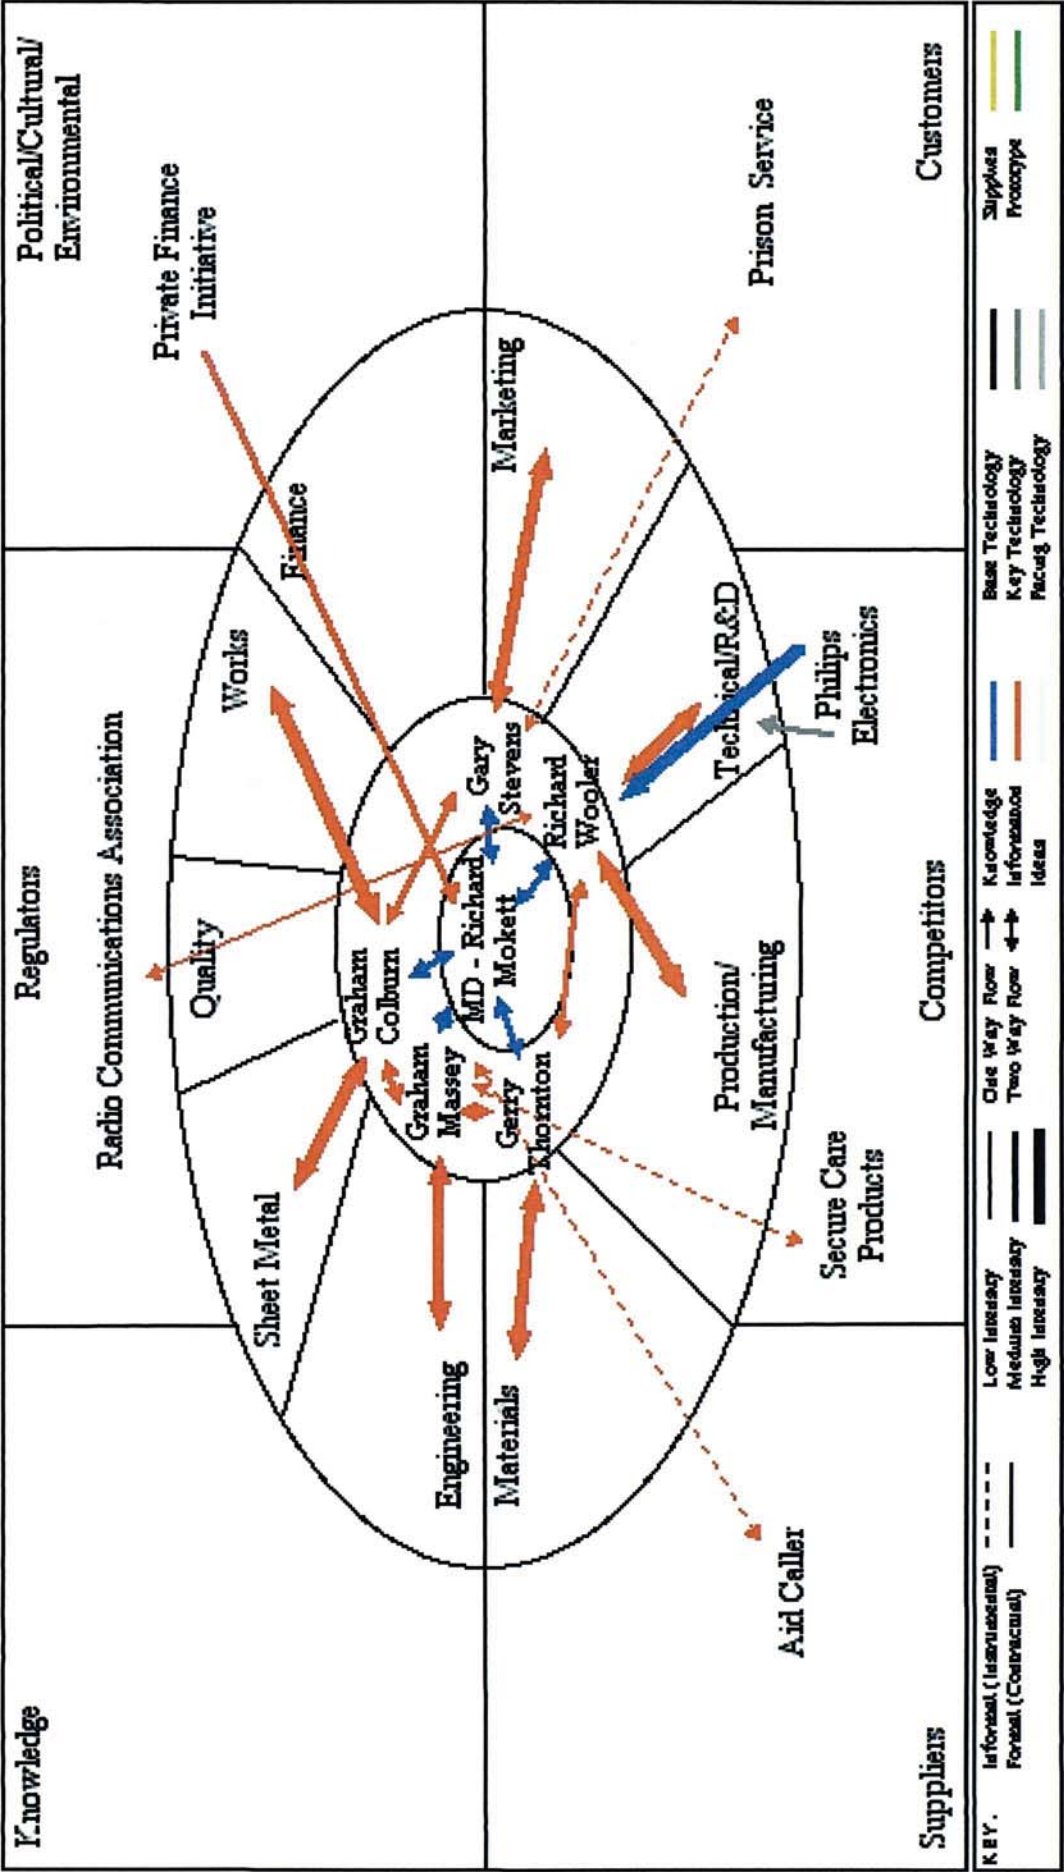 Knowledge
Regulators
Political/Cultural/
Environmental
Radio Communications Association
Private Finance
Initiative
Works
Finance
Quality
Sheet Metal
Graham
Colburn
Graham
Massey
MD - Richard
Mokett
Gary
Stevens
Richard
Wooler
Gerry
Thornton
Engineering
Materials
Marketing
Technical/R&D
Production/
Manufacturing
Philips
Electronics
Prison Service
Secure Care
Products
Aid Caller
Suppliers
Competitors
Customers
KEY.
Informal (Instrumental)
Formal (Contractual)
Low Intensity
Medium Intensity
High Intensity
One Way Flow
Two Way Flow
Knowledge
Information
Ideas
Base Technology
Key Technology
Pacing Technology
Supplies
Prototype